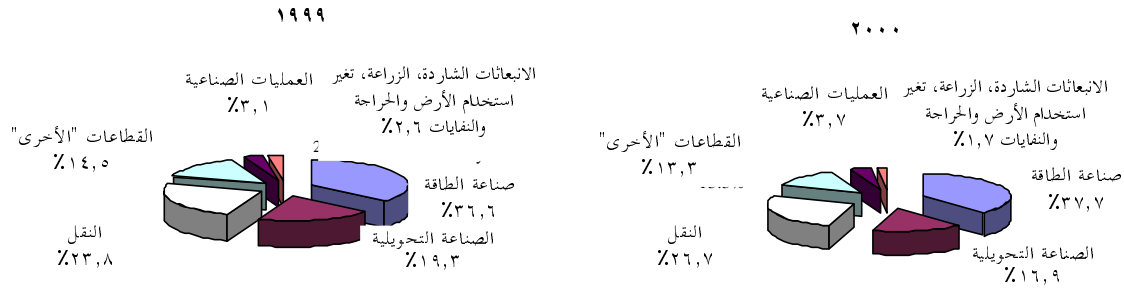 ١٩٩٩
الانبعاثات الشاردة، الزراعة، تغير
استخدام الأرض والحراجة
والنفايات ٢,٦٪
العمليات الصناعية
٣,١٪
القطاعات "الأخرى"
١٤,٥٪
صناعة الطاقة
٣٦,٦٪
النقل
٢٣,٨٪
الصناعة التحويلية
١٩,٣٪
٢٠٠٠
الانبعاثات الشاردة، الزراعة، تغير
استخدام الأرض والحراجة
والنفايات ١,٧٪
العمليات الصناعية
٣,٧٪
القطاعات "الأخرى"
١٣,٣٪
صناعة الطاقة
٣٧,٧٪
النقل
٢٦,٧٪
الصناعة التحويلية
١٦,٩٪